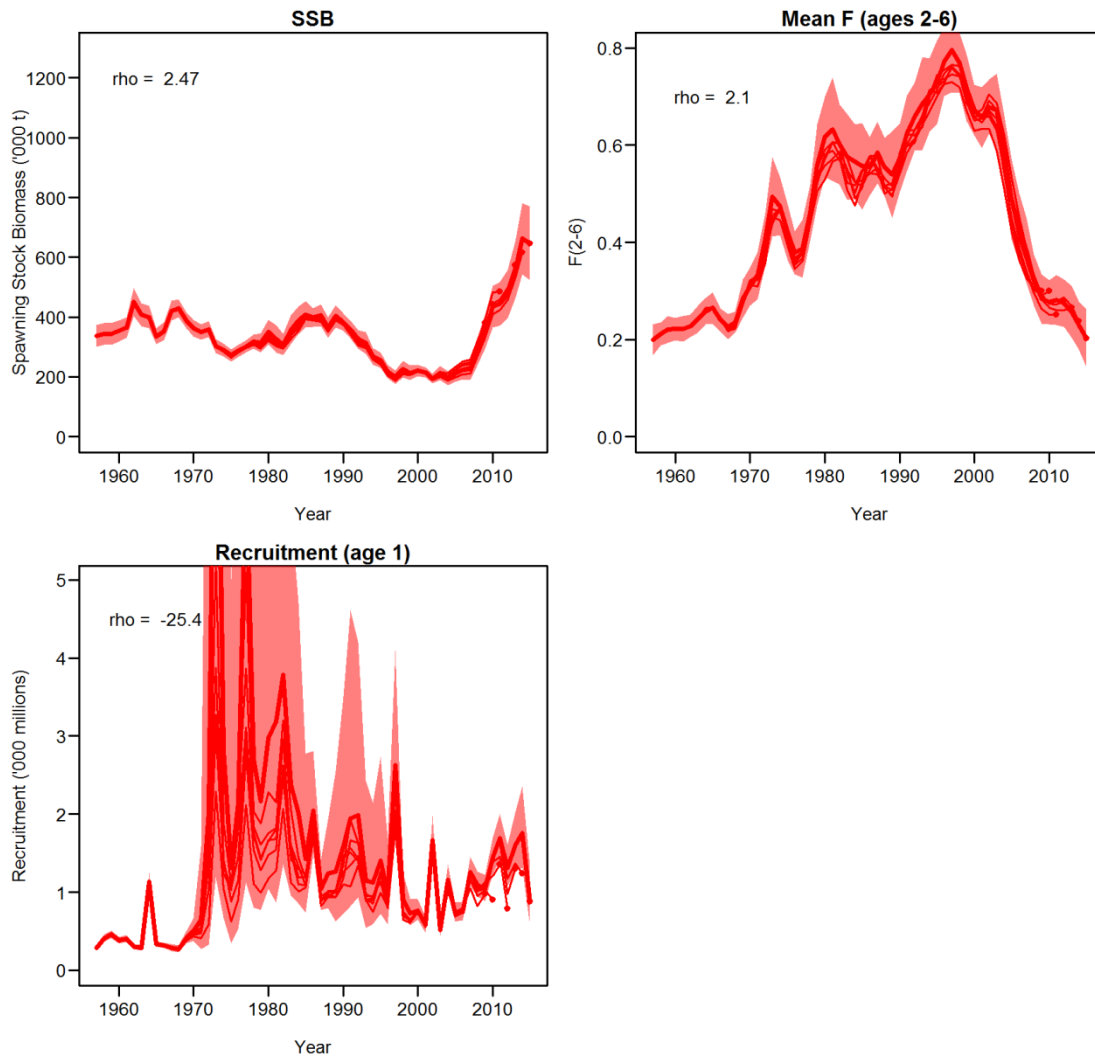 SSB
rho = 2.47
1200
1000
800
600
400
200
0
Spawning Stock Biomass ('000 t)
1960 1970 1980 1990 2000 2010
Year
Mean F (ages 2-6)
rho = 2.1
0.8
0.6
0.4
0.2
0.0
F(2-6)
1960 1970 1980 1990 2000 2010
Year
Recruitment (age 1)
rho = -25.4
5
4
3
2
1
0
Recruitment ('000 millions)
1960 1970 1980 1990 2000 2010
Year